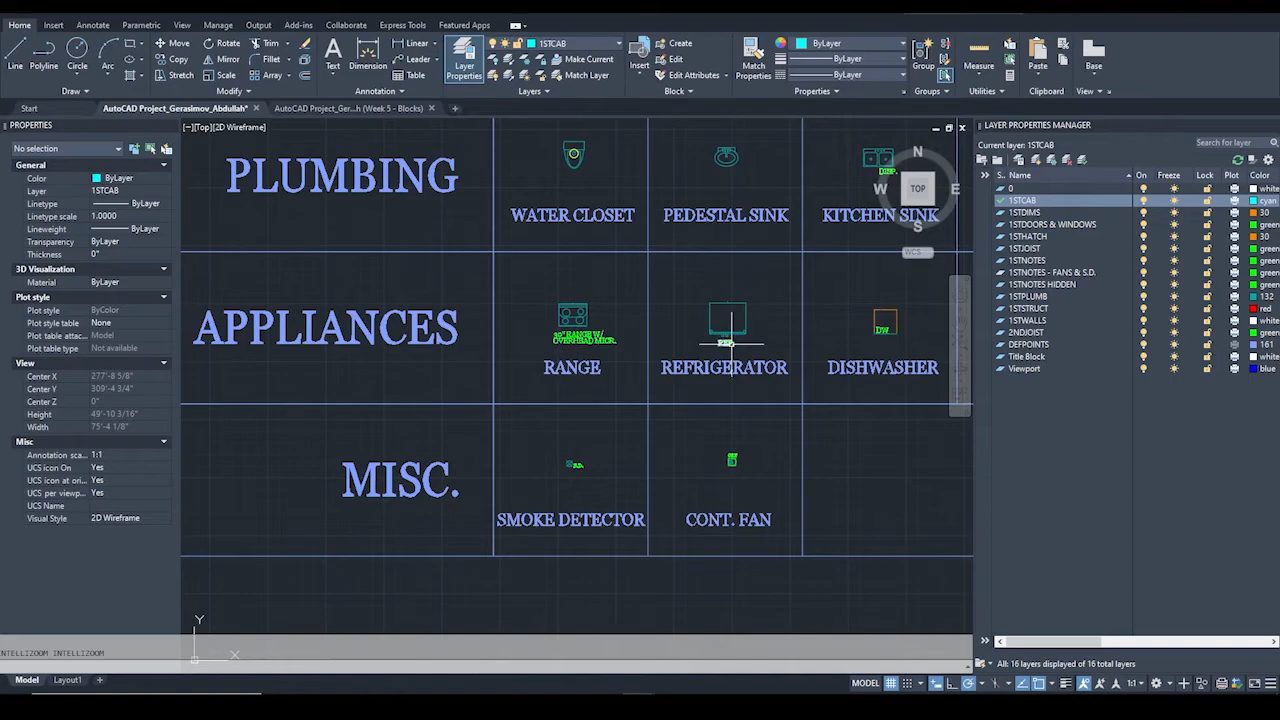 Home Insert Annotate Parametric View Manage Output Add-ins Collaborate Express Tools Featured Apps
Line Polyline Circle Arc
Move Rotate Trim
Copy Mirror Fillet
Stretch Scale Array
Text Dimension
Linear
Leader
Table
Layer Properties
1STCAB
Make Current
Match Layer
Insert
Create
Edit
Edit Attributes
Match Properties
ByLayer
ByLayer
ByLayer
Group Measure Paste Base
Draw Modify Annotation Layers Block Properties Groups Utilities Clipboard View
Start AutoCAD Project_Gerasimov_Abdullah* AutoCAD Project_Ger...h (Week 5 - Blocks)
PROPERTIES
No selection
General
Color ByLayer
Layer 1STCAB
Linetype ByLayer
Linetype scale 1.0000
Lineweight ByLayer
Transparency ByLayer
Thickness 0"
3D Visualization
Material ByLayer
Plot style
Plot style ByColor
Plot style table None
Plot table attac... Model
Plot table type Not available
View
Center X 277'-8 5/8"
Center Y 309'-4 3/4"
Center Z 0"
Height 49'-10 3/16"
Width 75'-4 1/8"
Misc
Annotation sca... 1:1
UCS icon On Yes
UCS icon at ori... Yes
UCS per viewp... Yes
UCS Name
Visual Style 2D Wireframe
[−][Top][2D Wireframe]
PLUMBING
WATER CLOSET PEDESTAL SINK KITCHEN SINK
DISP.
N
W TOP E
S
WCS
APPLIANCES
30" RANGE W/
OVERHEAD MICR.
REF.
DW
RANGE REFRIGERATOR DISHWASHER
MISC.
S.D.
SMOKE DETECTOR CONT. FAN
Y
X
INTELLIZOOM INTELLIZOOM
LAYER PROPERTIES MANAGER
Current layer: 1STCAB
Search for layer
S.. Name On Freeze Lock Plot Color
0 white
1STCAB cyan
1STDIMS 30
1STDOORS & WINDOWS green
1STHATCH 30
1STJOIST green
1STNOTES green
1STNOTES - FANS & S.D. green
1STNOTES HIDDEN green
1STPLUMB 132
1STSTRUCT red
1STWALLS white
2NDJOIST green
DEFPOINTS 161
Title Block white
Viewport blue
All: 16 layers displayed of 16 total layers
Model Layout1
MODEL 1:1